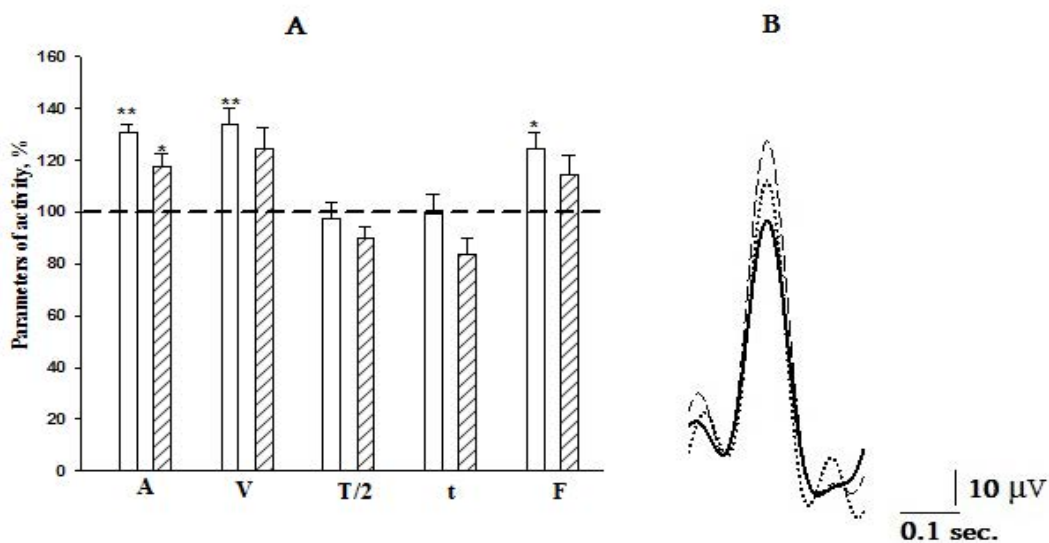 A
B
160
140
120
100
80
60
40
20
0
Parameters of activity, %
**
*
**
*
A
V
T/2
t
F
10 μV
0.1 sec.